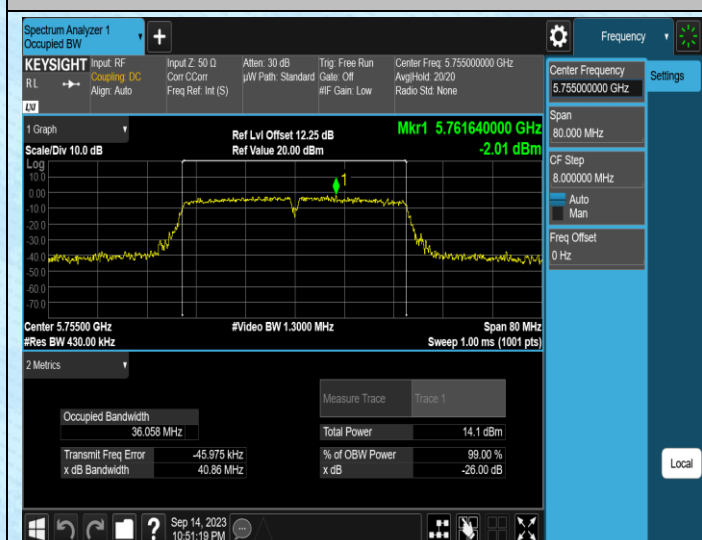 Spectrum Analyzer 1
Occupied BW
Frequency
KEYSIGHT
RL
LXI
Input: RF
Coupling: DC
Align: Auto
Input Z: 50 Ω
Corr CCorr
Freq Ref: Int (S)
Atten: 30 dB
µW Path: Standard
Trig: Free Run
Gate: Off
#IF Gain: Low
Center Freq: 5.755000000 GHz
Avg|Hold: 20/20
Radio Std: None
Center Frequency
5.755000000 GHz
Settings
Span
80.000 MHz
CF Step
8.000000 MHz
Auto
Man
Freq Offset
0 Hz
1 Graph
Scale/Div 10.0 dB
Ref Lvl Offset 12.25 dB
Ref Value 20.00 dBm
Mkr1 5.761640000 GHz
-2.01 dBm
Log
10.0
0.00
-10.0
-20.0
-30.0
-40.0
-50.0
-60.0
-70.0
1
Center 5.75500 GHz
#Res BW 430.00 kHz
#Video BW 1.3000 MHz
Span 80 MHz
Sweep 1.00 ms (1001 pts)
2 Metrics
Measure Trace Trace 1
Occupied Bandwidth
36.058 MHz
Total Power 14.1 dBm
Transmit Freq Error -45.975 kHz
% of OBW Power 99.00 %
x dB Bandwidth 40.86 MHz
x dB -26.00 dB
Local
Sep 14, 2023
10:51:19 PM